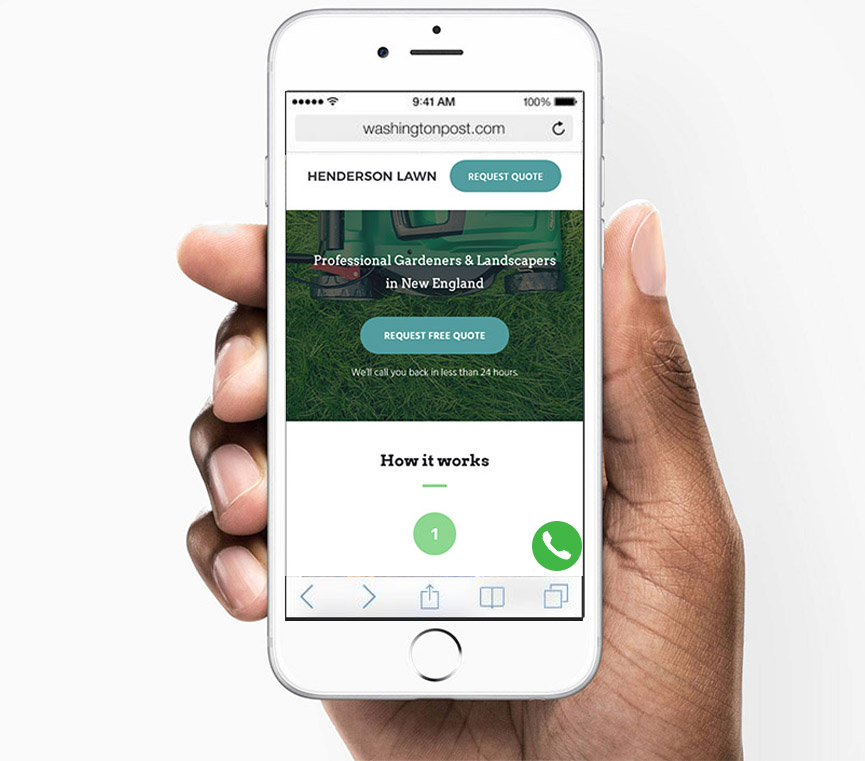 9:41 AM 100%
washingtonpost.com
HENDERSON LAWN REQUEST QUOTE
Professional Gardeners & Landscapers
in New England
REQUEST FREE QUOTE
We'll call you back in less than 24 hours.
How it works
1